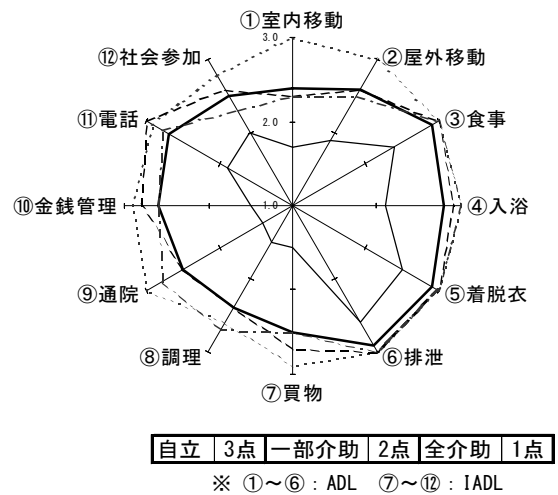 ①室内移動
3.0
⑫社会参加
②屋外移動
⑪電話
③食事
2.0
⑩金銭管理
1.0
④入浴
⑨通院
⑤着脱衣
⑧調理
⑥排泄
⑦買物
自立 3点 一部介助 2点 全介助 1点
※ ①～⑥：ADL ⑦～⑫：IADL